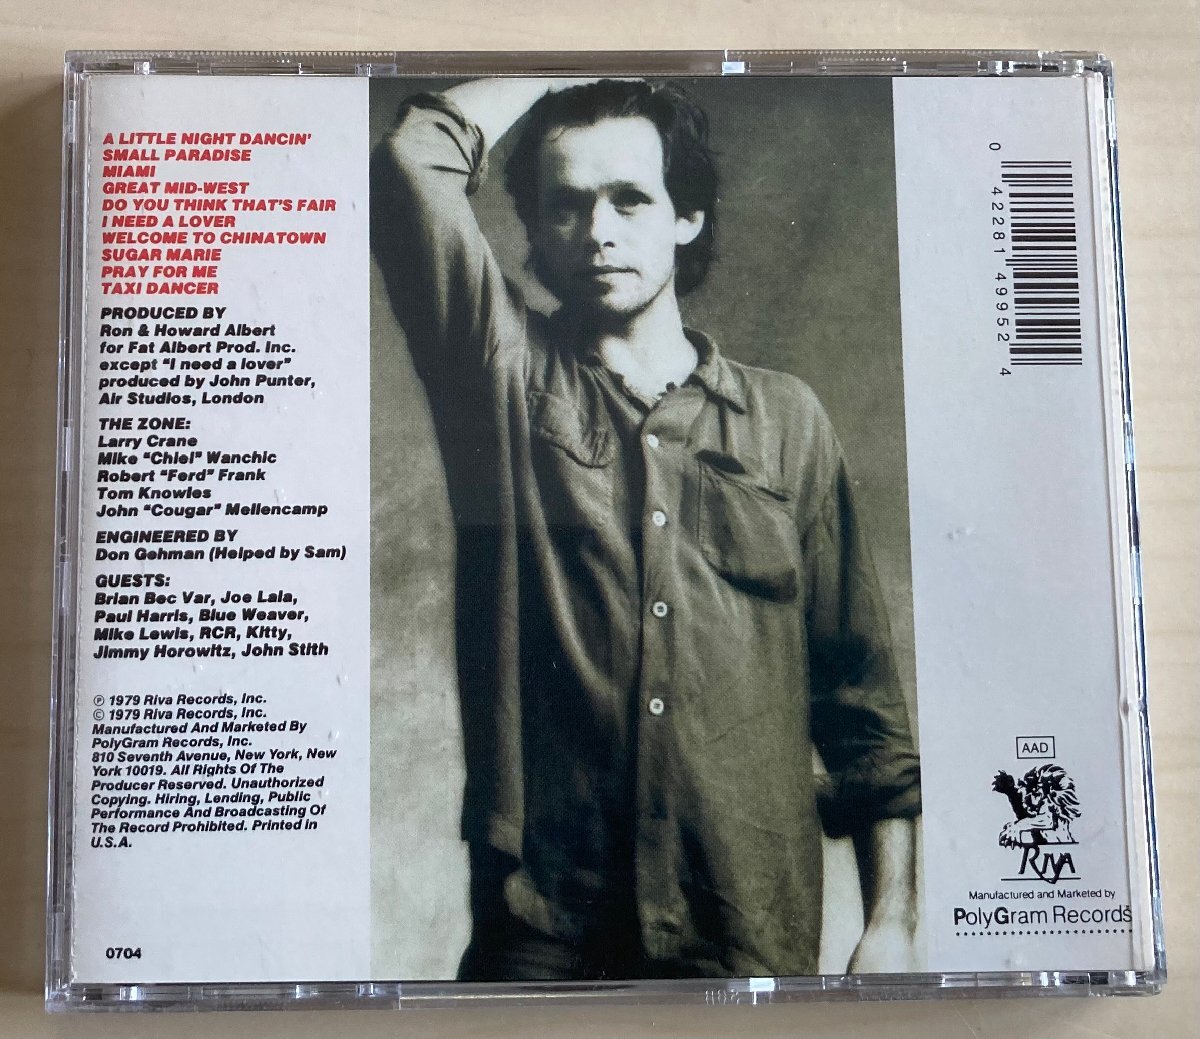 A LITTLE NIGHT DANCIN'
SMALL PARADISE
MIAMI
GREAT MID-WEST
DO YOU THINK THAT'S FAIR
I NEED A LOVER
WELCOME TO CHINATOWN
SUGAR MARIE
PRAY FOR ME
TAXI DANCER
PRODUCED BY
Ron & Howard Albert
for Fat Albert Prod. Inc.
except "I need a lover"
produced by John Punter,
Air Studios, London
THE ZONE:
Larry Crane
Mike "Chiel" Wanchic
Robert "Ferd" Frank
Tom Knowles
John "Cougar" Mellencamp
ENGINEERED BY
Don Gehman (Helped by Sam)
GUESTS:
Brian Bec Var, Joe Lala,
Paul Harris, Blue Weaver,
Mike Lewis, RCR, Kitty,
Jimmy Horowitz, John Stith
℗ 1979 Riva Records, Inc.
© 1979 Riva Records, Inc.
Manufactured And Marketed By
PolyGram Records, Inc.
810 Seventh Avenue, New York, New
York 10019. All Rights Of The
Producer Reserved. Unauthorized
Copying. Hiring, Lending, Public
Performance And Broadcasting Of
The Record Prohibited. Printed in
U.S.A.
0704
0 42281 49952 4
AAD
RIVA
Manufactured and Marketed by
PolyGram Records